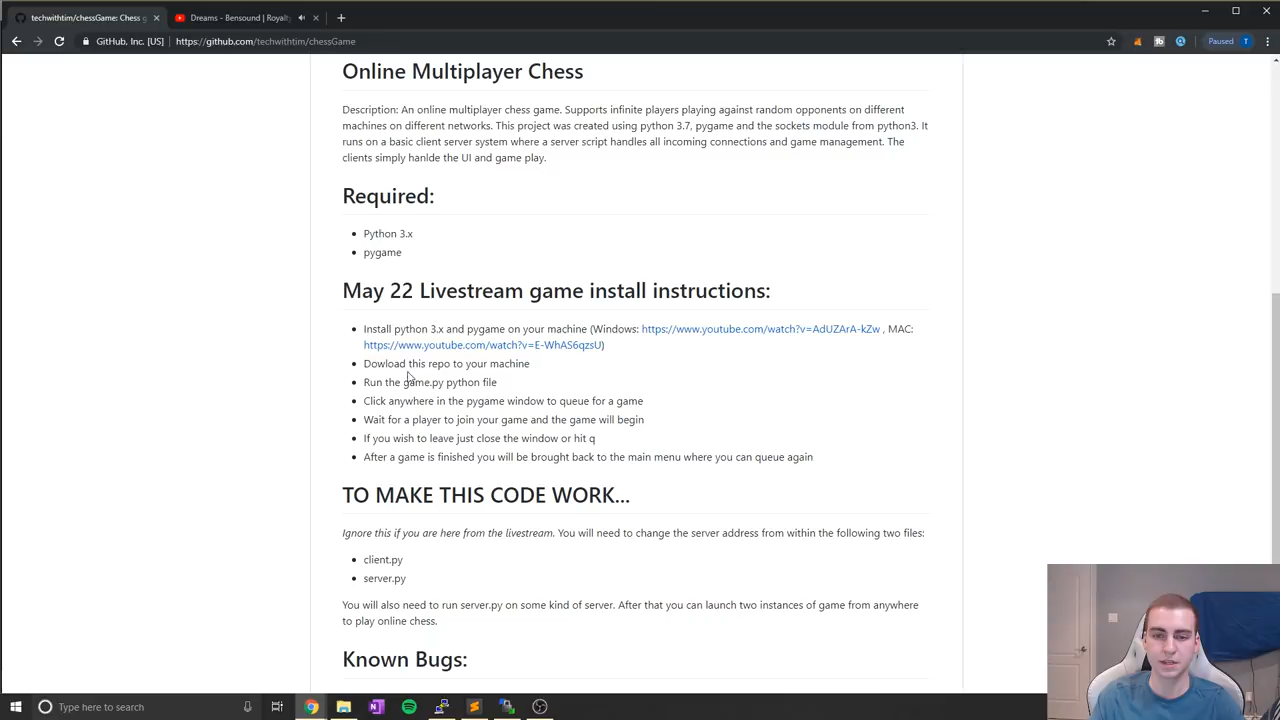 techwithtim/chessGame: Chess g
Dreams - Bensound | Royalty
GitHub, Inc. [US]
https://github.com/techwithtim/chessGame
Paused
T
Online Multiplayer Chess
Description: An online multiplayer chess game. Supports infinite players playing against random opponents on different
machines on different networks. This project was created using python 3.7, pygame and the sockets module from python3. It
runs on a basic client server system where a server script handles all incoming connections and game management. The
clients simply hanlde the UI and game play.
Required:
Python 3.x
pygame
May 22 Livestream game install instructions:
Install python 3.x and pygame on your machine (Windows: https://www.youtube.com/watch?v=AdUZArA-kZw , MAC:
https://www.youtube.com/watch?v=E-WhAS6qzsU)
Dowload this repo to your machine
Run the game.py python file
Click anywhere in the pygame window to queue for a game
Wait for a player to join your game and the game will begin
If you wish to leave just close the window or hit q
After a game is finished you will be brought back to the main menu where you can queue again
TO MAKE THIS CODE WORK...
Ignore this if you are here from the livestream. You will need to change the server address from within the following two files:
client.py
server.py
You will also need to run server.py on some kind of server. After that you can launch two instances of game from anywhere
to play online chess.
Known Bugs:
Type here to search